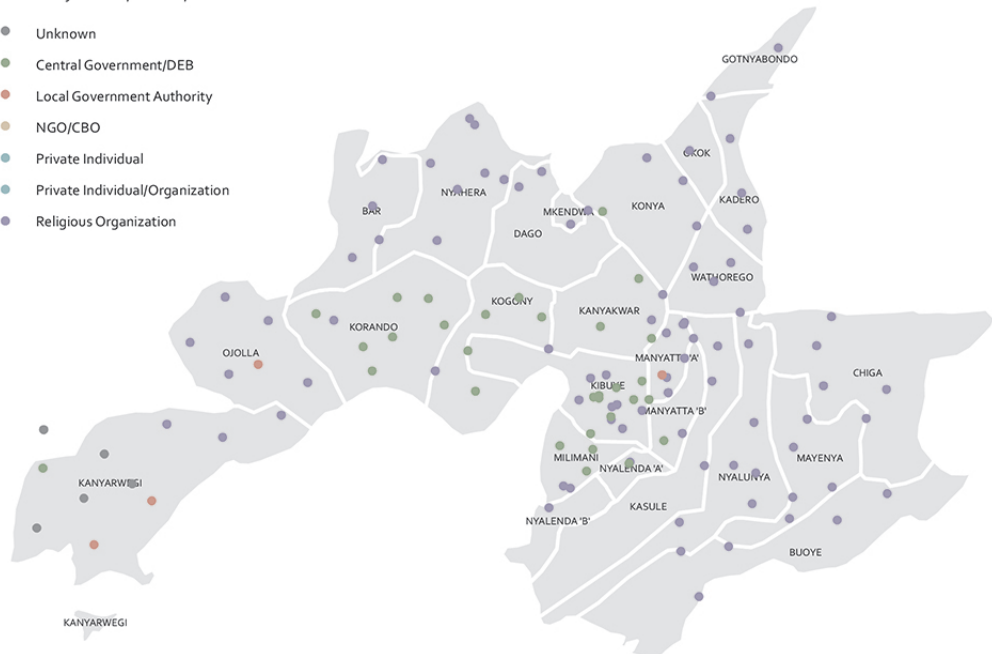 Unknown
Central Government/DEB
Local Government Authority
NGO/CBO
Private Individual
Private Individual/Organization
Religious Organization
GOTNYABONDO
OKOK
KADERO
NYAHERA
BAR
MKENDWA
KONYA
DAGO
WATHOREGO
KOGONY
KANYAKWAR
KORANDO
OJOLLA
MANYATTA 'A'
CHIGA
KIBUYE
MANYATTA 'B'
MILIMANI
NYALENDA 'A'
MAYENYA
NYALUNYA
KANYARWEGI
KASULE
NYALENDA 'B'
BUOYE
KANYARWEGI